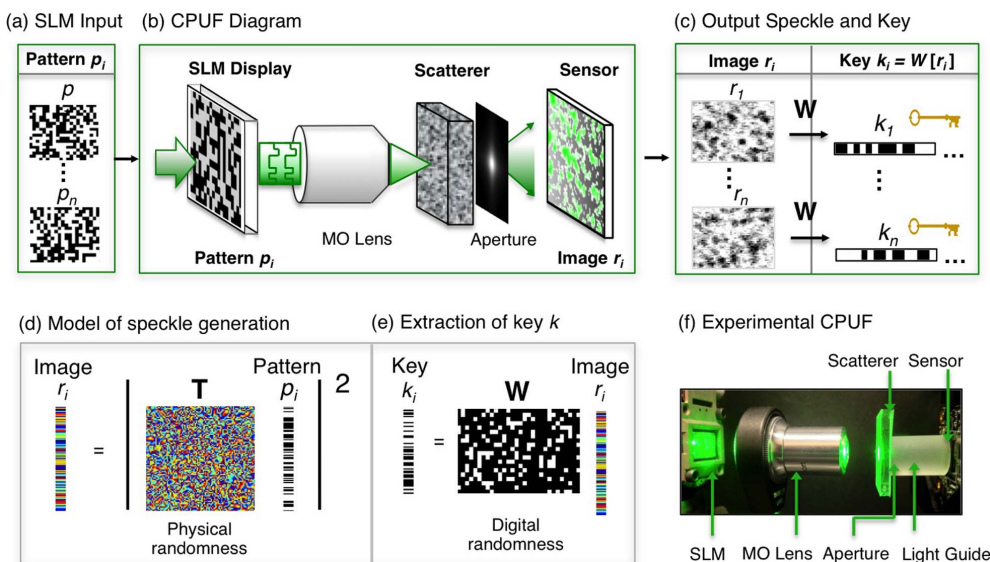 (a) SLM Input
Pattern pᵢ
p
pₙ
(b) CPUF Diagram
SLM Display
Scatterer
Sensor
MO Lens
Aperture
Pattern pᵢ
Image rᵢ
(c) Output Speckle and Key
Image rᵢ
Key kᵢ = W [rᵢ]
r₁
W
k₁
...
rₙ
W
kₙ
...
(d) Model of speckle generation
Image
rᵢ
=
T
Pattern
pᵢ
2
Physical
randomness
(e) Extraction of key k
Key
kᵢ
=
W
Image
rᵢ
Digital
randomness
(f) Experimental CPUF
Scatterer
Sensor
SLM
MO Lens
Aperture
Light Guide